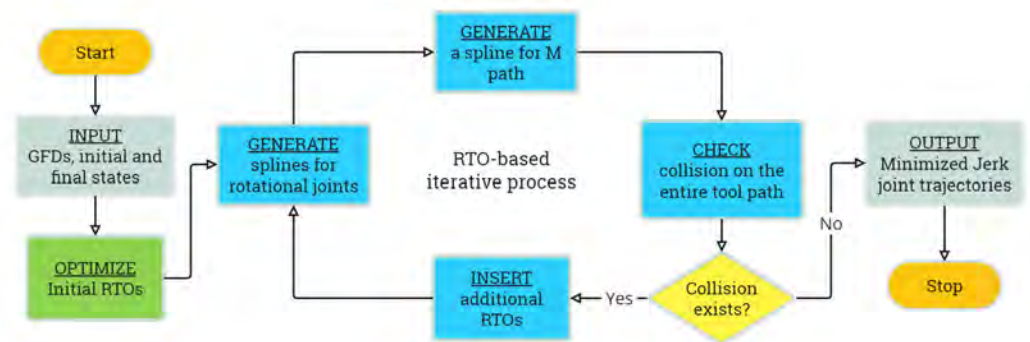 Start
INPUT
GFDs, initial and
final states
OPTIMIZE
Initial RTOs
GENERATE
splines for
rotational joints
GENERATE
a spline for M
path
RTO-based
iterative process
CHECK
collision on the
entire tool path
Collision
exists?
Yes
INSERT
additional
RTOs
No
OUTPUT
Minimized Jerk
joint trajectories
Stop